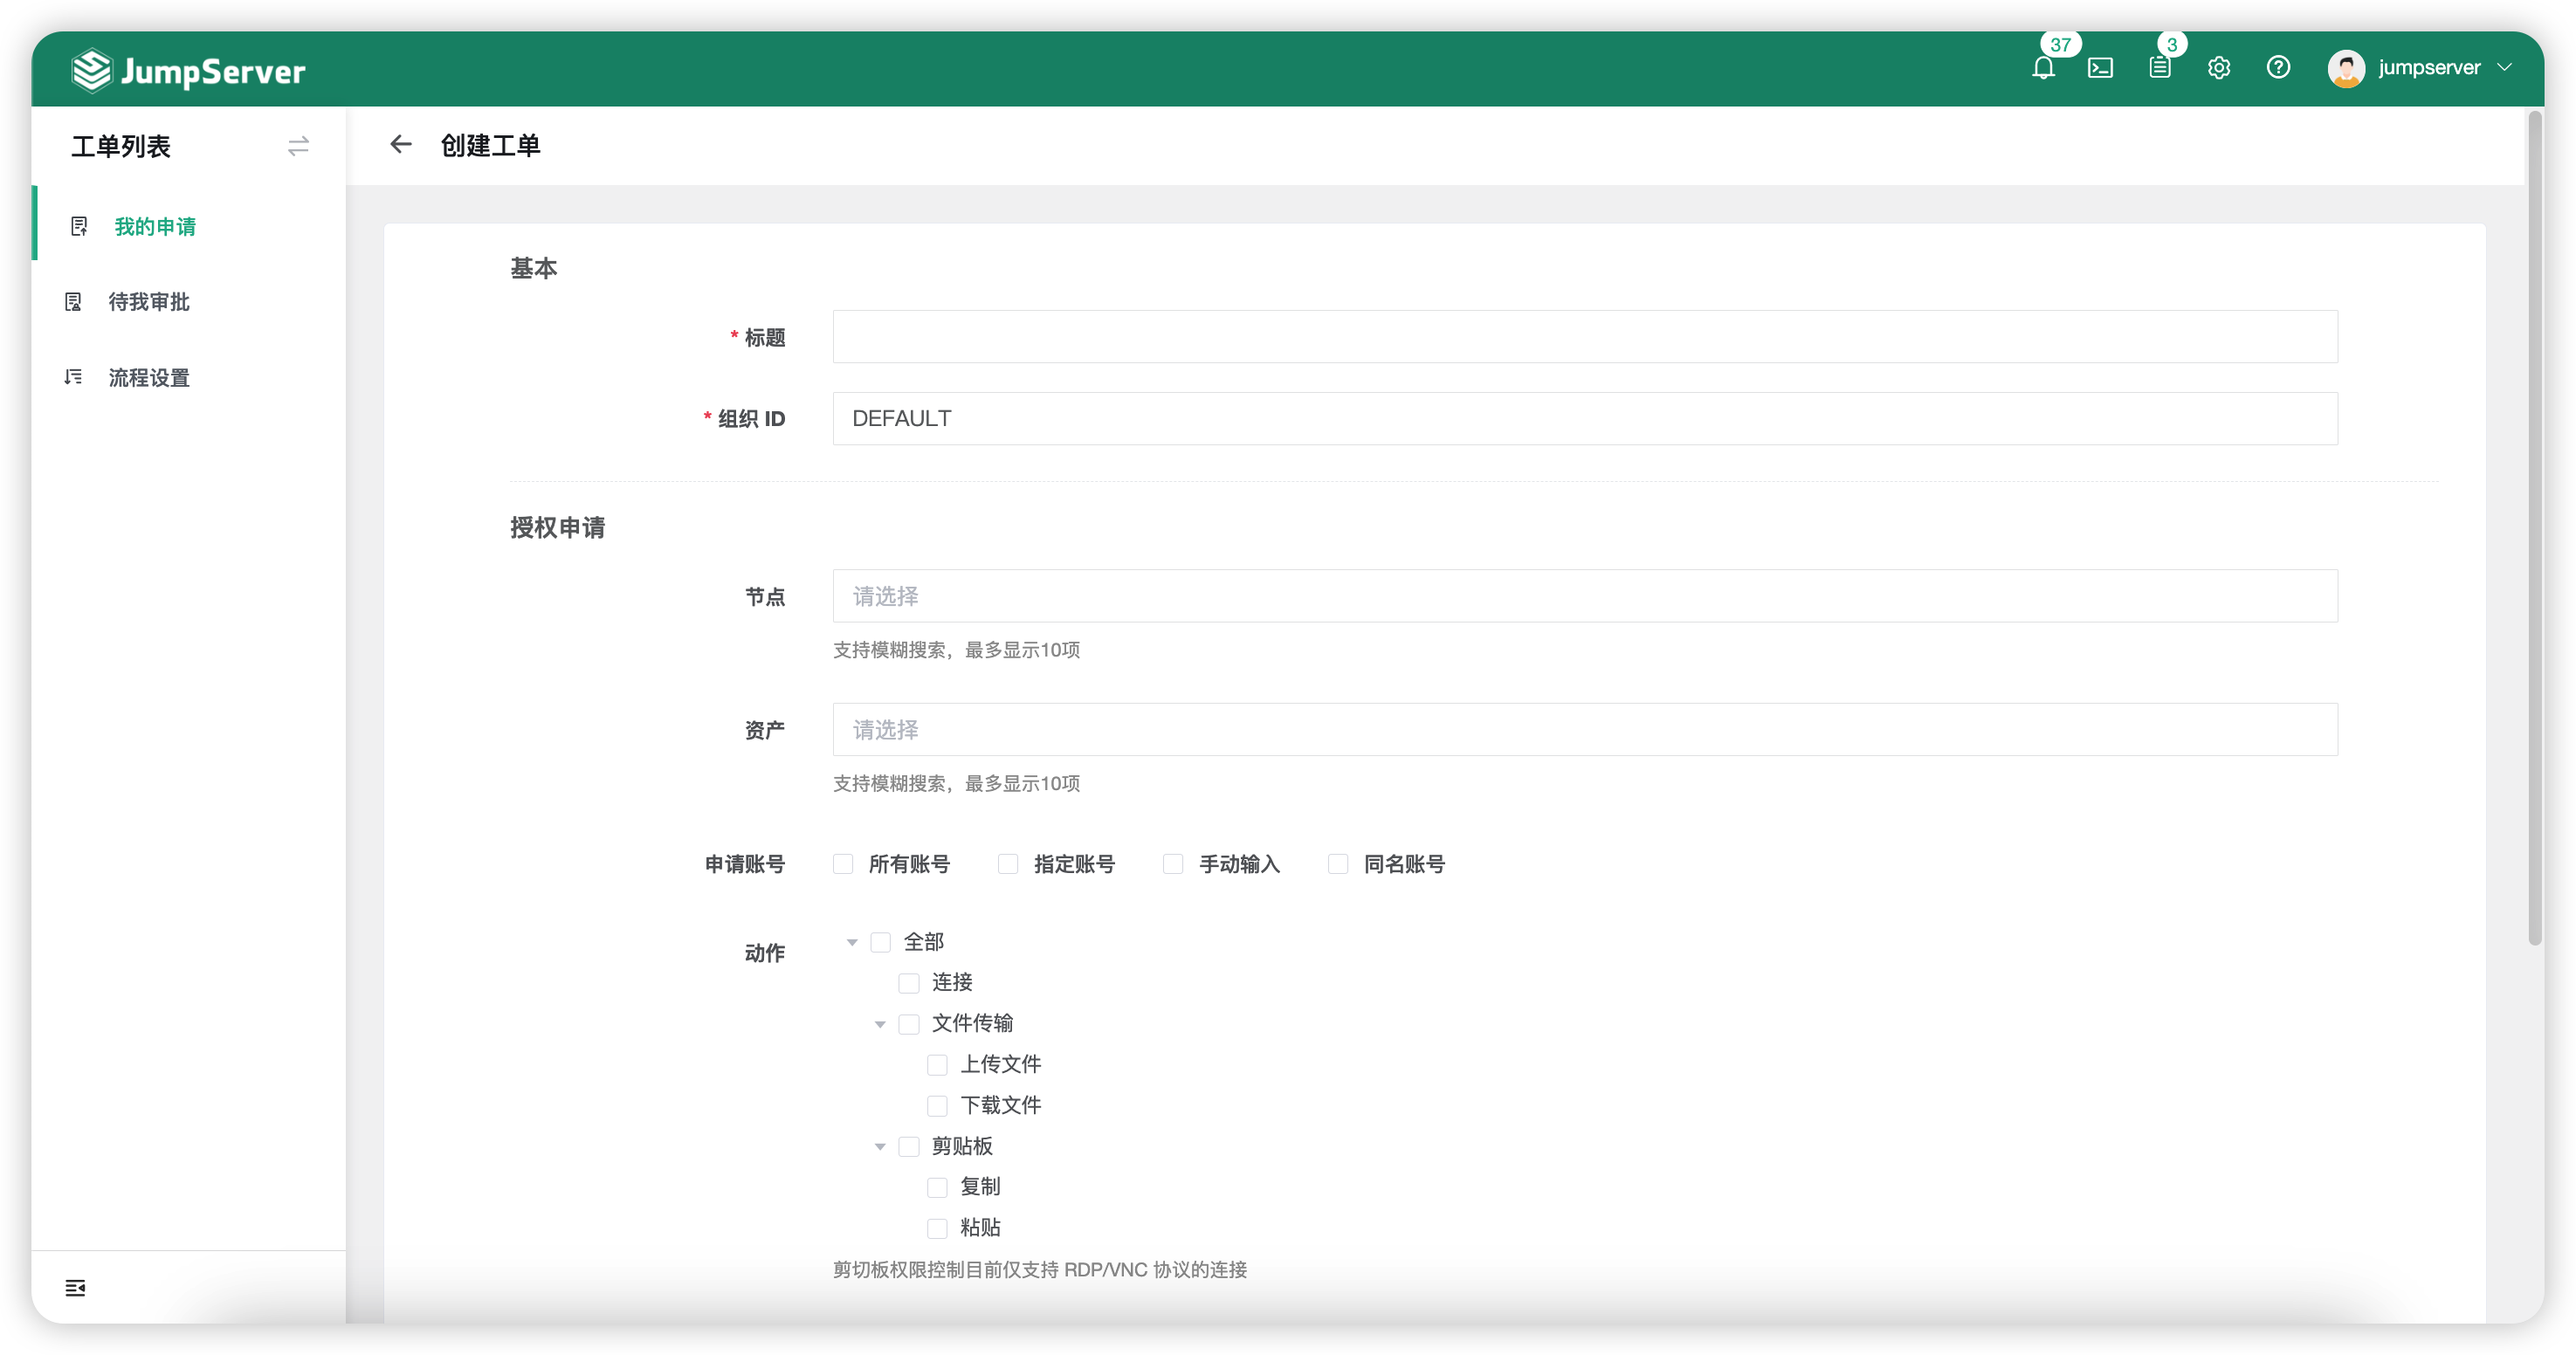 JumpServer
37
3
jumpserver
工单列表
创建工单
我的申请
待我审批
流程设置
基本
* 标题
* 组织 ID
DEFAULT
授权申请
节点
请选择
支持模糊搜索，最多显示10项
资产
请选择
支持模糊搜索，最多显示10项
申请账号
所有账号
指定账号
手动输入
同名账号
动作
全部
连接
文件传输
上传文件
下载文件
剪贴板
复制
粘贴
剪切板权限控制目前仅支持 RDP/VNC 协议的连接